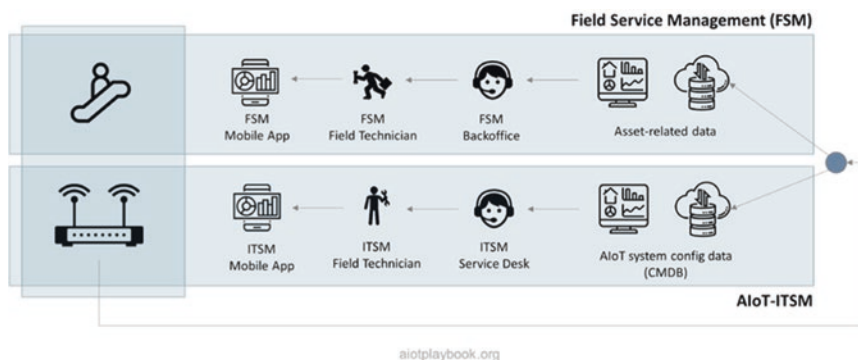 Field Service Management (FSM)
FSM
Mobile App
FSM
Field Technician
FSM
Backoffice
Asset-related data
ITSM
Mobile App
ITSM
Field Technician
ITSM
Service Desk
AIoT system config data
(CMDB)
AIoT-ITSM
aiotplaybook.org